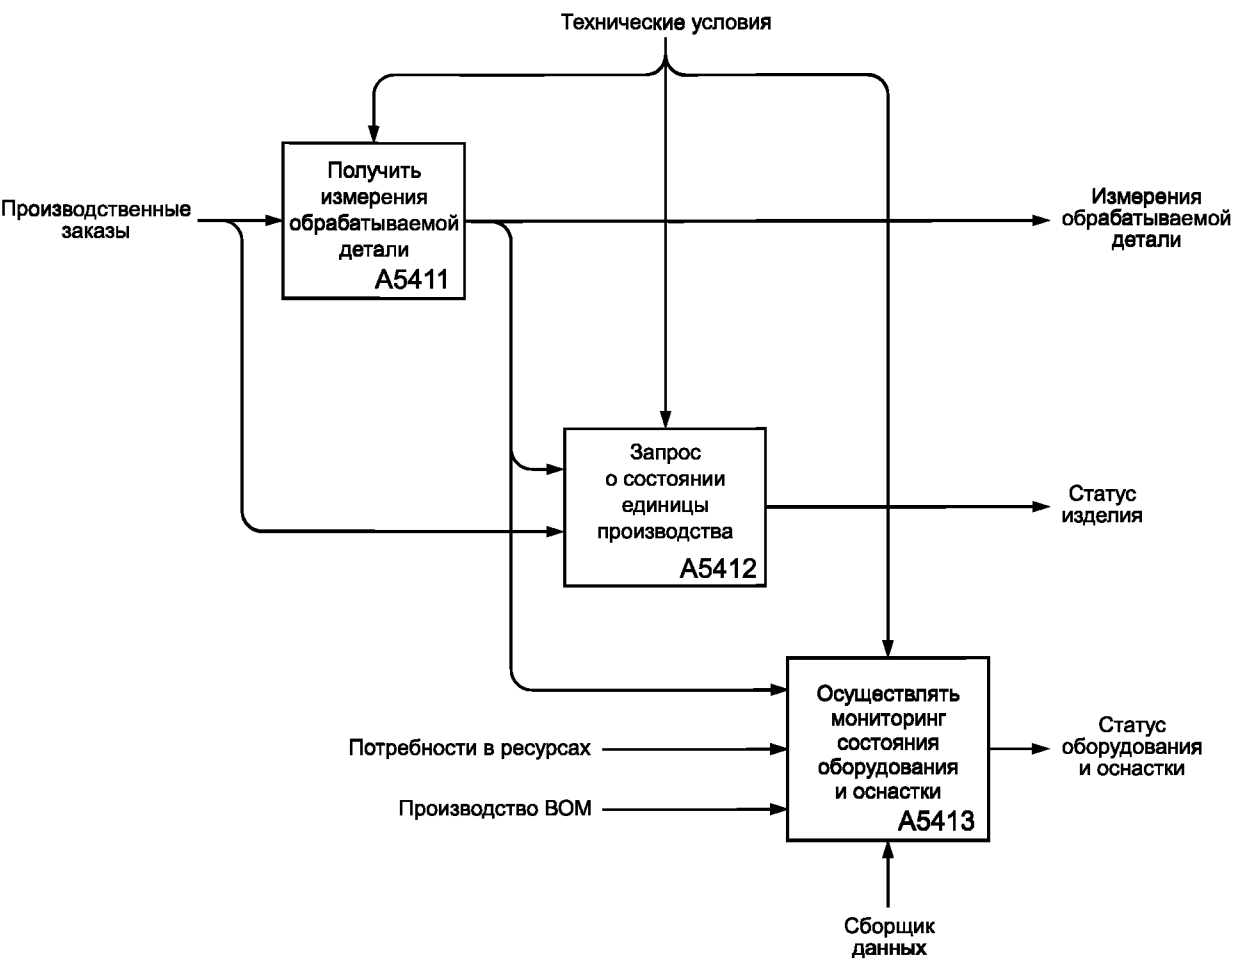 Технические условия
Получить
измерения
обрабатываемой
детали
A5411
Производственные
заказы
Измерения
обрабатываемой
детали
Запрос
о состоянии
единицы
производства
A5412
Статус
изделия
Осуществлять
мониторинг
состояния
оборудования
и оснастки
A5413
Потребности в ресурсах
Производство ВОМ
Статус
оборудования
и оснастки
Сборщик
данных